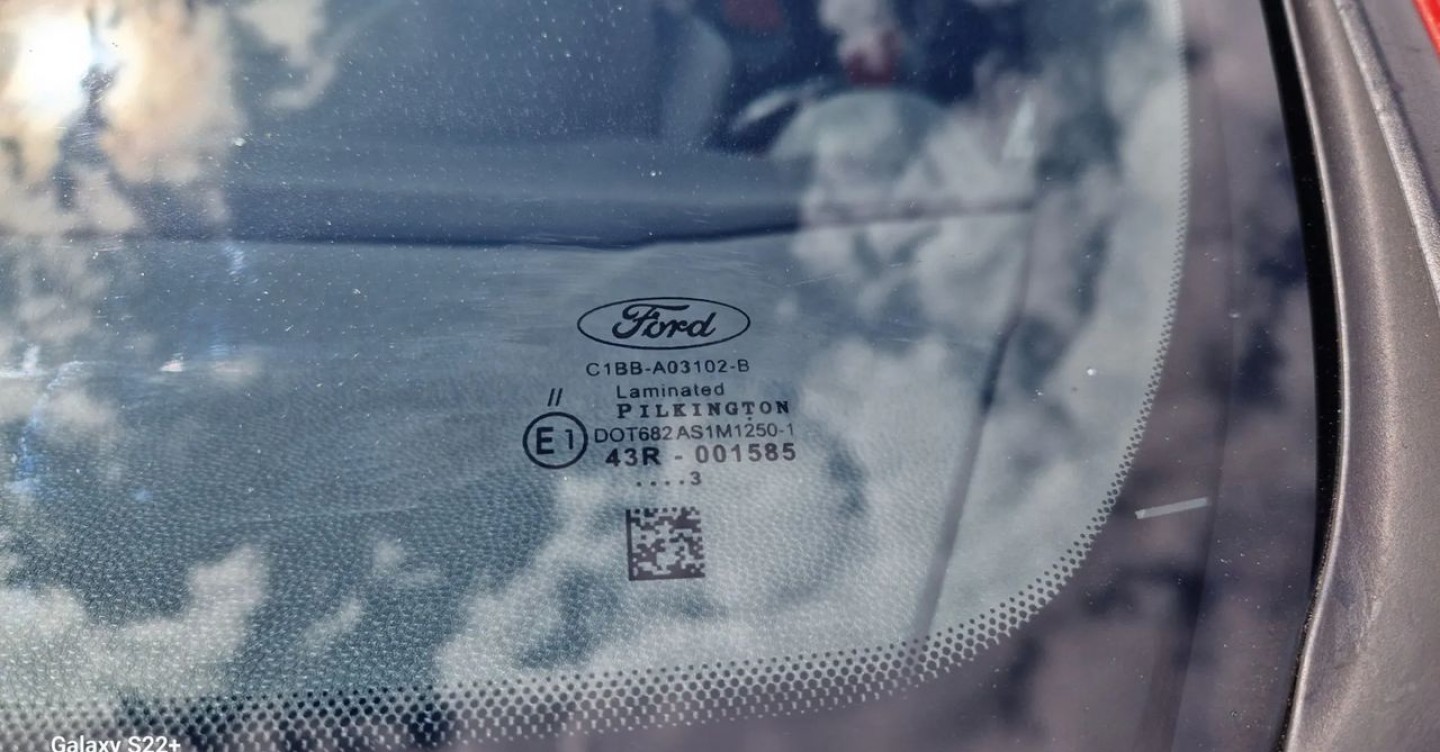 Ford
C1BB-A03102-B
Laminated
//
PILKINGTON
E1
DOT682 AS1M1250-1
43R - 001585
....3
Galaxy S22+